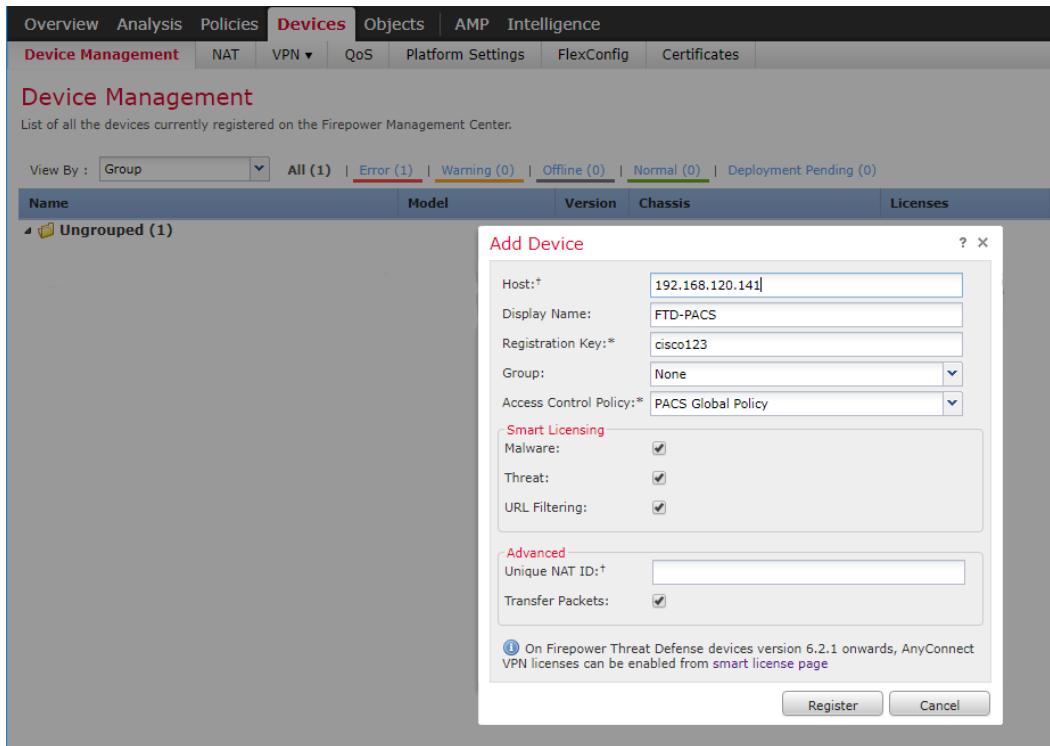 Overview Analysis Policies Devices Objects AMP Intelligence
Device Management NAT VPN ▾ QoS Platform Settings FlexConfig Certificates
Device Management
List of all the devices currently registered on the Firepower Management Center.
View By : Group All (1) | Error (1) | Warning (0) | Offline (0) | Normal (0) | Deployment Pending (0)
Name Model Version Chassis Licenses
Ungrouped (1)
Add Device ? ×
Host:† 192.168.120.141
Display Name: FTD-PACS
Registration Key:* cisco123
Group: None
Access Control Policy:* PACS Global Policy
Smart Licensing
Malware:
Threat:
URL Filtering:
Advanced
Unique NAT ID:†
Transfer Packets:
On Firepower Threat Defense devices version 6.2.1 onwards, AnyConnect
VPN licenses can be enabled from smart license page
Register Cancel